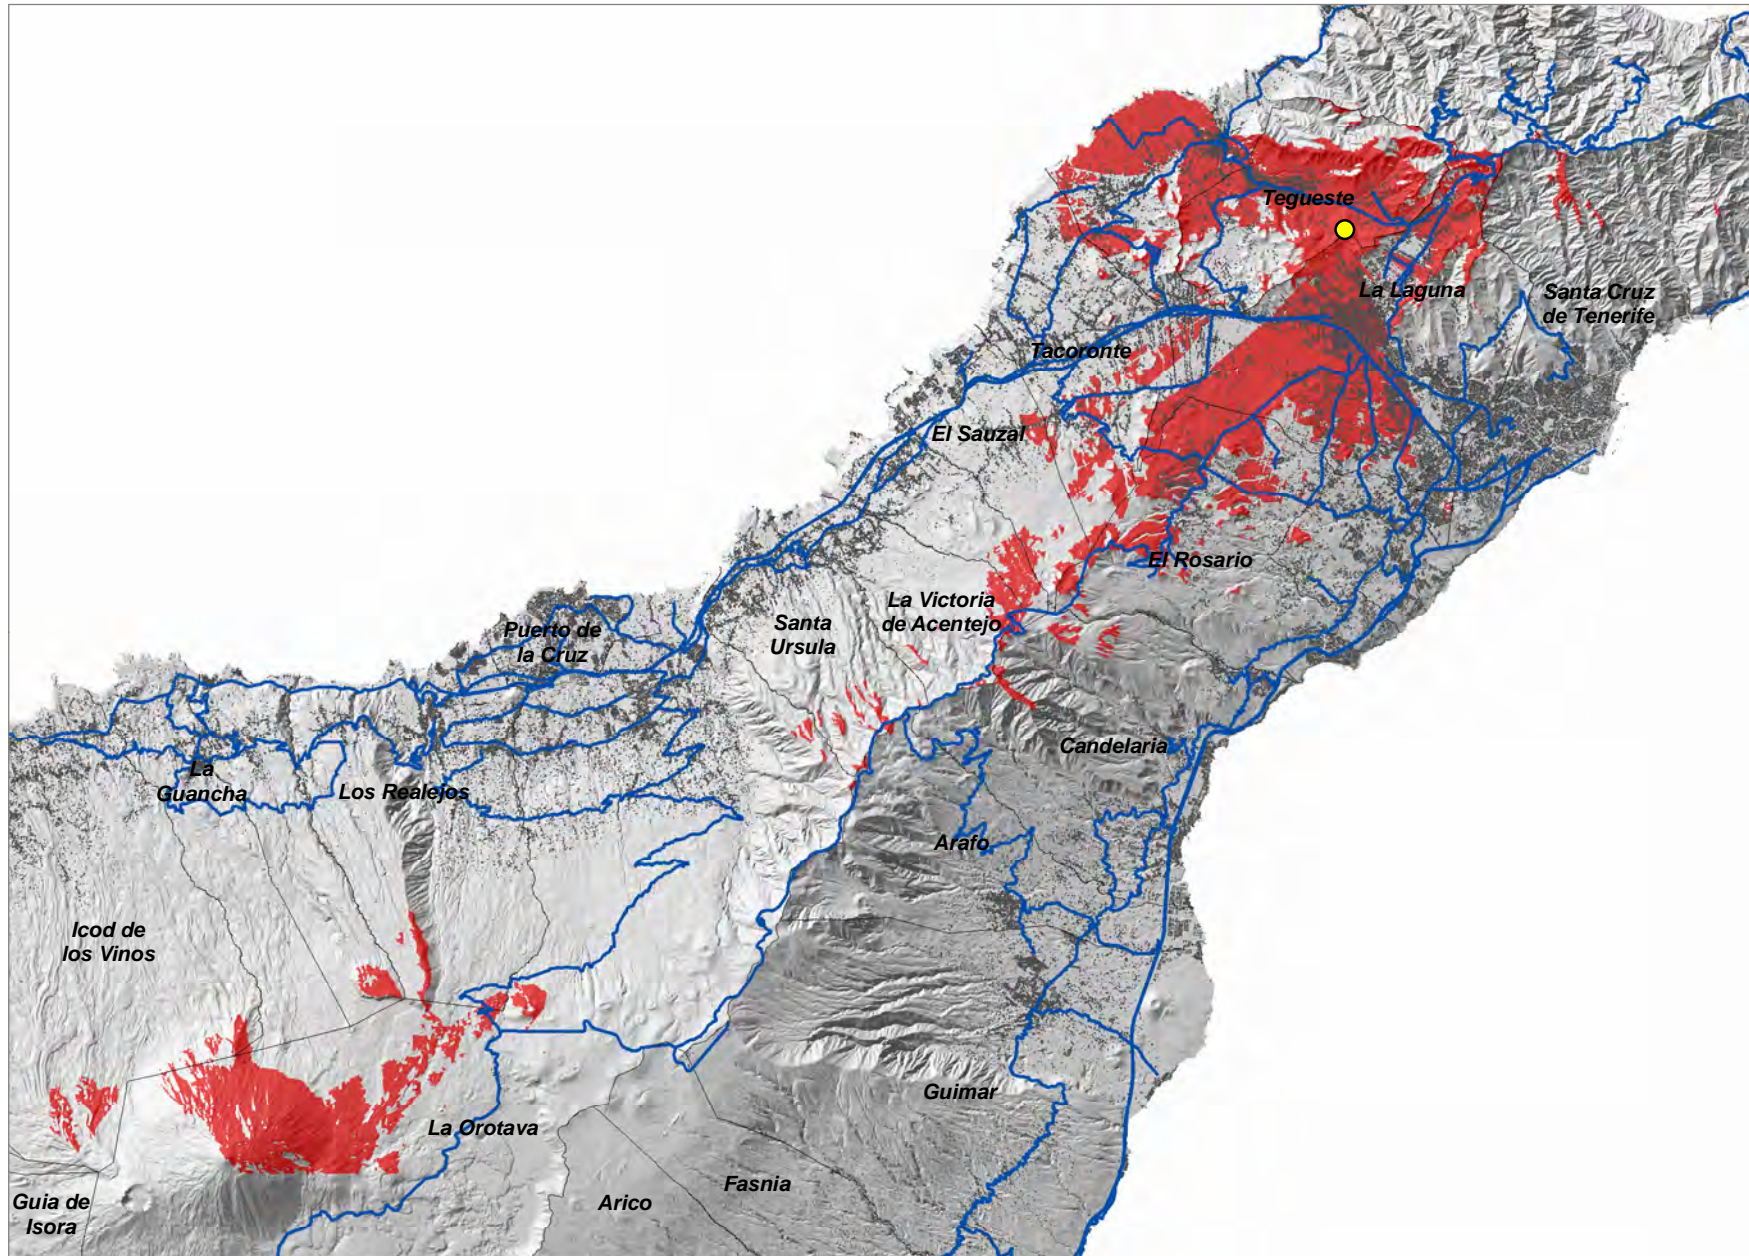 Tegueste
La Laguna
Santa Cruz
de Tenerife
Tacoronte
El Sauzal
El Rosario
La Victoria
de Acentejo
Santa
Ursula
Puerto de
la Cruz
Candelaria
La
Guancha
Los Realejos
Arafo
Icod de
los Vinos
Guimar
La Orotava
Fasnia
Arico
Guia de
Isora